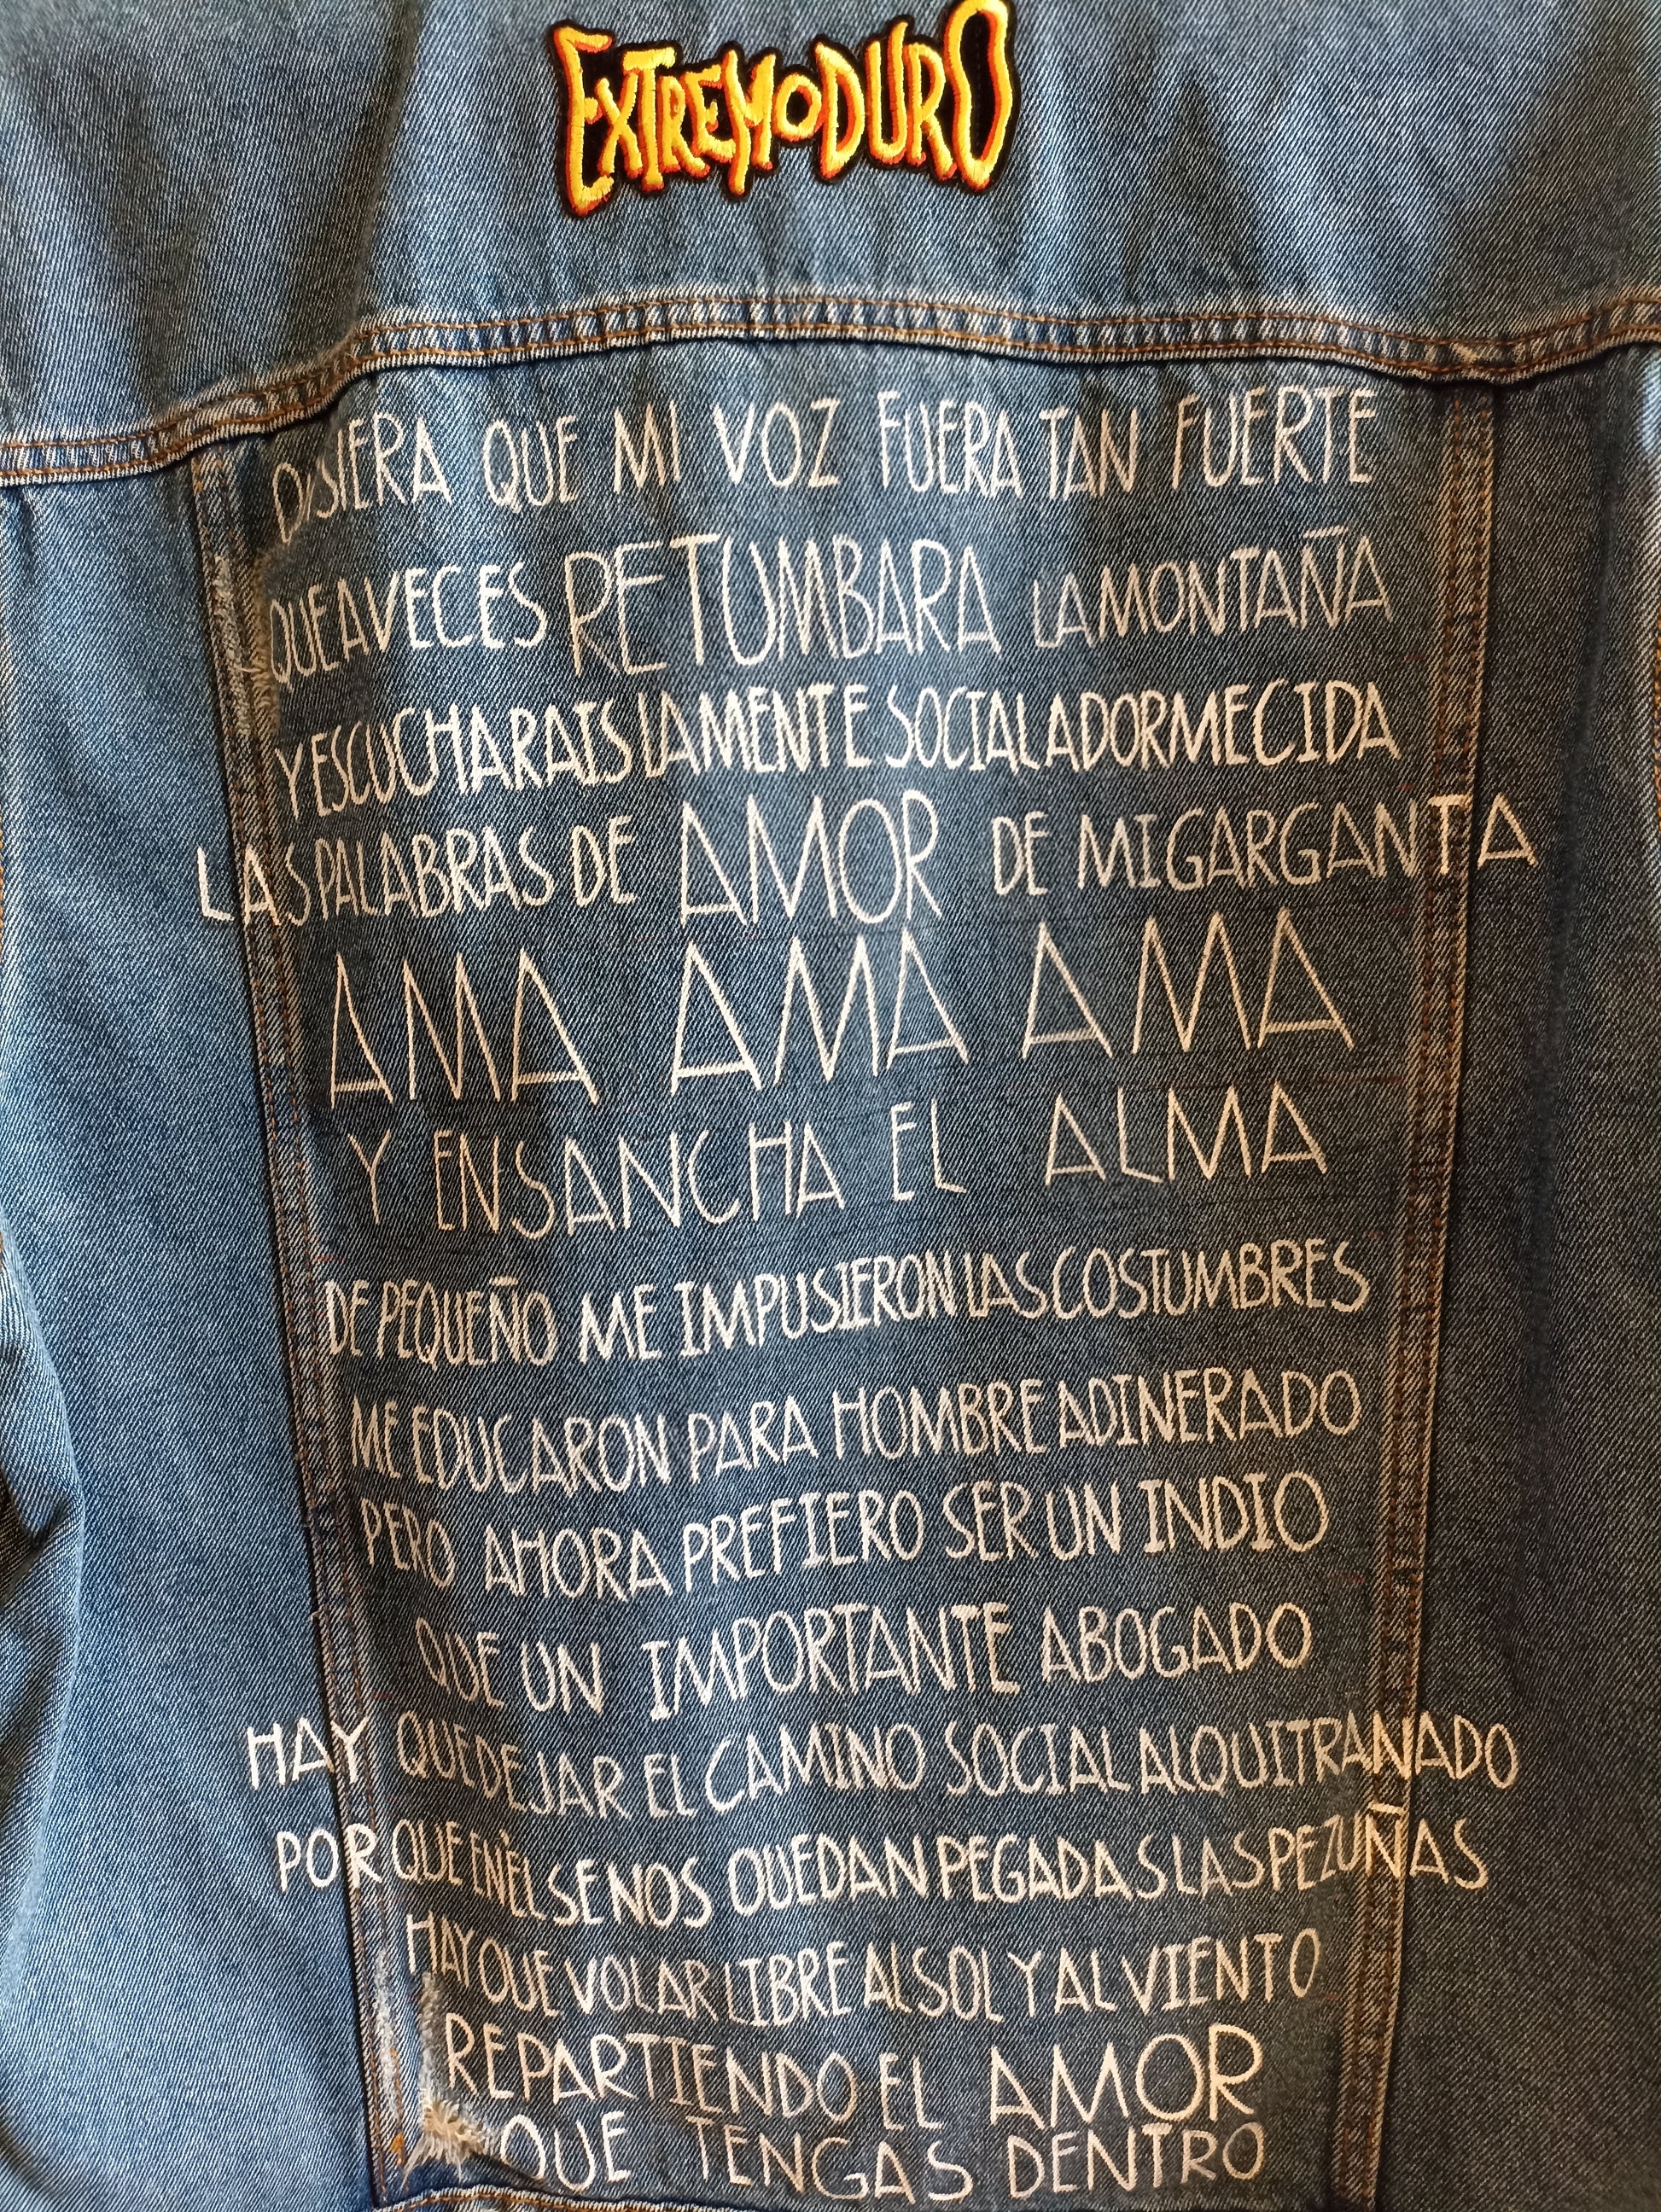 EXTREMODURO
QUISIERA QUE MI VOZ FUERA TAN FUERTE
QUE A VECES RETUMBARA LA MONTAÑA
Y ESCUCHARAIS LA MENTE SOCIAL ADORMECIDA
LAS PALABRAS DE AMOR DE MI GARGANTA
AMA AMA AMA
Y ENSANCHA EL ALMA
DE PEQUEÑO ME IMPUSIERON LAS COSTUMBRES
ME EDUCARON PARA HOMBRE ADINERADO
PERO AHORA PREFIERO SER UN INDIO
QUE UN IMPORTANTE ABOGADO
HAY QUE DEJAR EL CAMINO SOCIAL ALQUITRANADO
PORQUE EN ÉL SE NOS QUEDAN PEGADAS LAS PEZUÑAS
HAY QUE VOLAR LIBRE AL SOL Y AL VIENTO
REPARTIENDO EL AMOR
QUE TENGAS DENTRO